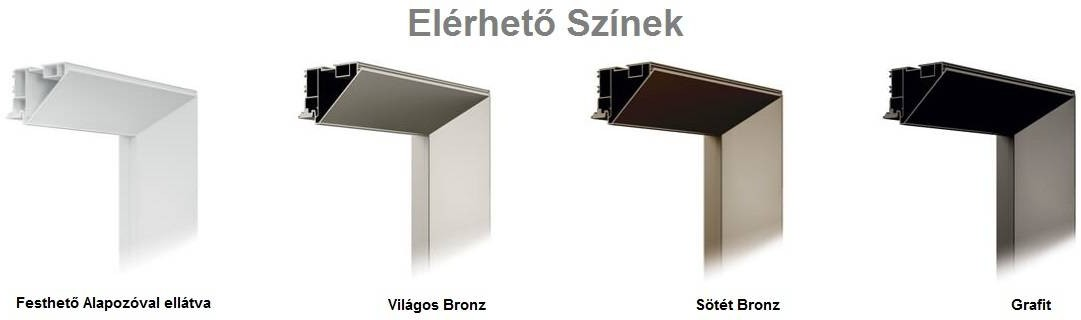 Elérhető Színek
Festhető Alapozóval ellátva
Világos Bronz
Sötét Bronz
Grafit